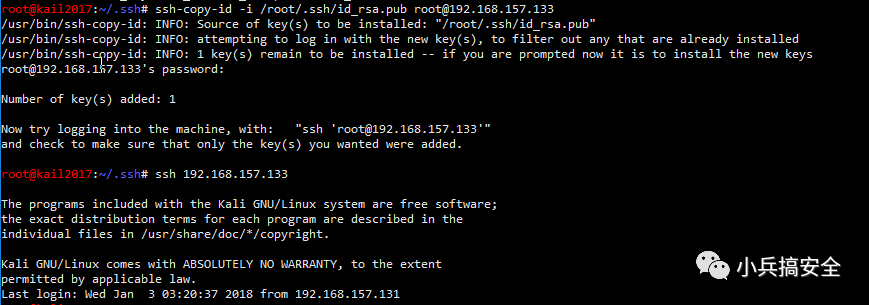 root@kail2017:~/.ssh# ssh-copy-id -i /root/.ssh/id_rsa.pub root@192.168.157.133
/usr/bin/ssh-copy-id: INFO: Source of key(s) to be installed: "/root/.ssh/id_rsa.pub"
/usr/bin/ssh-copy-id: INFO: attempting to log in with the new key(s), to filter out any that are already installed
/usr/bin/ssh-copy-id: INFO: 1 key(s) remain to be installed -- if you are prompted now it is to install the new keys
root@192.168.157.133's password:
Number of key(s) added: 1
Now try logging into the machine, with:   "ssh 'root@192.168.157.133'"
and check to make sure that only the key(s) you wanted were added.
root@kail2017:~/.ssh# ssh 192.168.157.133
The programs included with the Kali GNU/Linux system are free software;
the exact distribution terms for each program are described in the
individual files in /usr/share/doc/*/copyright.
Kali GNU/Linux comes with ABSOLUTELY NO WARRANTY, to the extent
permitted by applicable law.
Last login: Wed Jan  3 03:20:37 2018 from 192.168.157.131
小兵搞安全